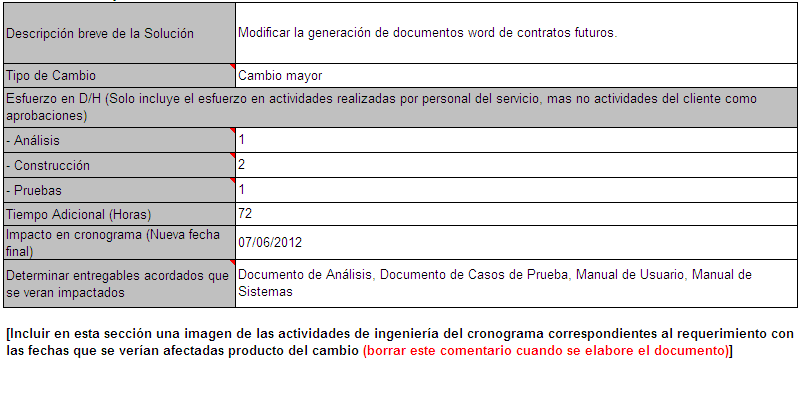 Descripción breve de la Solución
Modificar la generación de documentos word de contratos futuros.
Tipo de Cambio
Cambio mayor
Esfuerzo en D/H (Solo incluye el esfuerzo en actividades realizadas por personal del servicio, mas no actividades del cliente como
aprobaciones)
- Análisis
1
- Construcción
2
- Pruebas
1
Tiempo Adicional (Horas)
72
Impacto en cronograma (Nueva fecha
final)
07/06/2012
Determinar entregables acordados que
se veran impactados
Documento de Análisis, Documento de Casos de Prueba, Manual de Usuario, Manual de
Sistemas
[Incluir en esta sección una imagen de las actividades de ingeniería del cronograma correspondientes al requerimiento con
las fechas que se verían afectadas producto del cambio (borrar este comentario cuando se elabore el documento)]